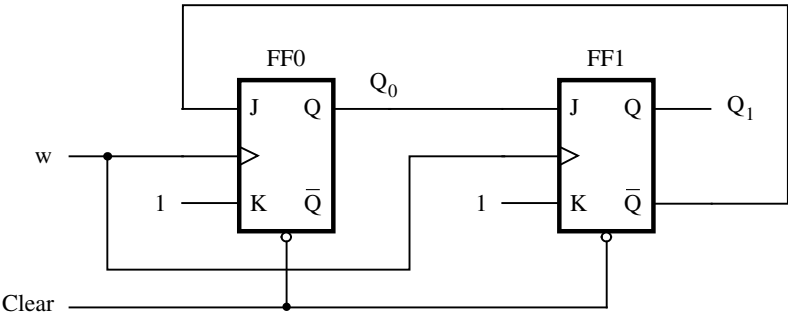 FF0 FF1
Q0
J Q J Q Q1
w
1 K Q̅ 1 K Q̅
Clear